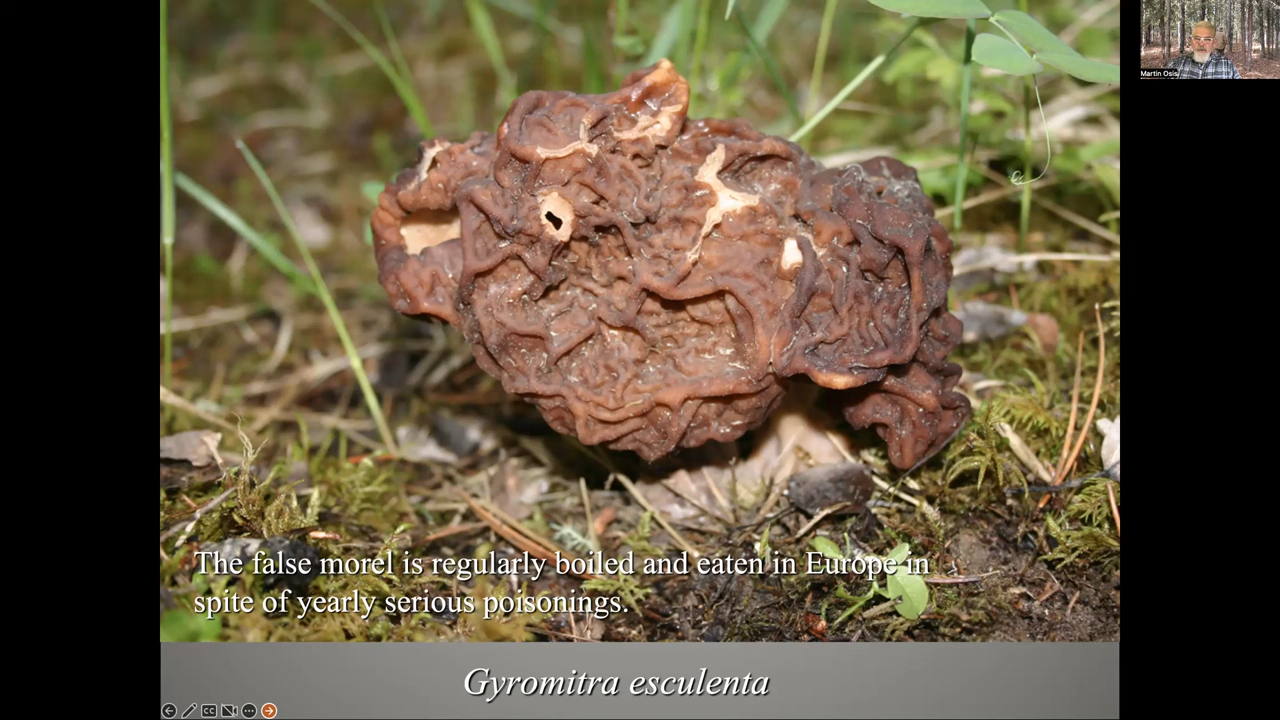 Martin Osis
The false morel is regularly boiled and eaten in Europe in
spite of yearly serious poisonings.
Gyromitra esculenta
CC